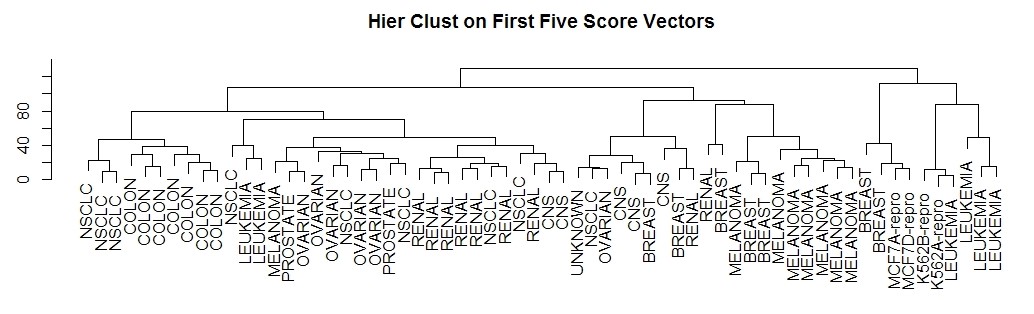 Hier Clust on First Five Score Vectors
80
40
0
NSCLC
NSCLC
NSCLC
COLON
COLON
COLON
COLON
COLON
COLON
COLON
NSCLC
LEUKEMIA
LEUKEMIA
MELANOMA
PROSTATE
OVARIAN
OVARIAN
OVARIAN
NSCLC
OVARIAN
OVARIAN
PROSTATE
NSCLC
RENAL
RENAL
RENAL
RENAL
RENAL
NSCLC
RENAL
NSCLC
RENAL
CNS
CNS
UNKNOWN
NSCLC
OVARIAN
CNS
CNS
BREAST
CNS
BREAST
RENAL
RENAL
BREAST
MELANOMA
BREAST
BREAST
MELANOMA
MELANOMA
MELANOMA
MELANOMA
MELANOMA
MELANOMA
BREAST
BREAST
MCF7A-repro
MCF7D-repro
K562B-repro
K562A-repro
LEUKEMIA
LEUKEMIA
LEUKEMIA
LEUKEMIA